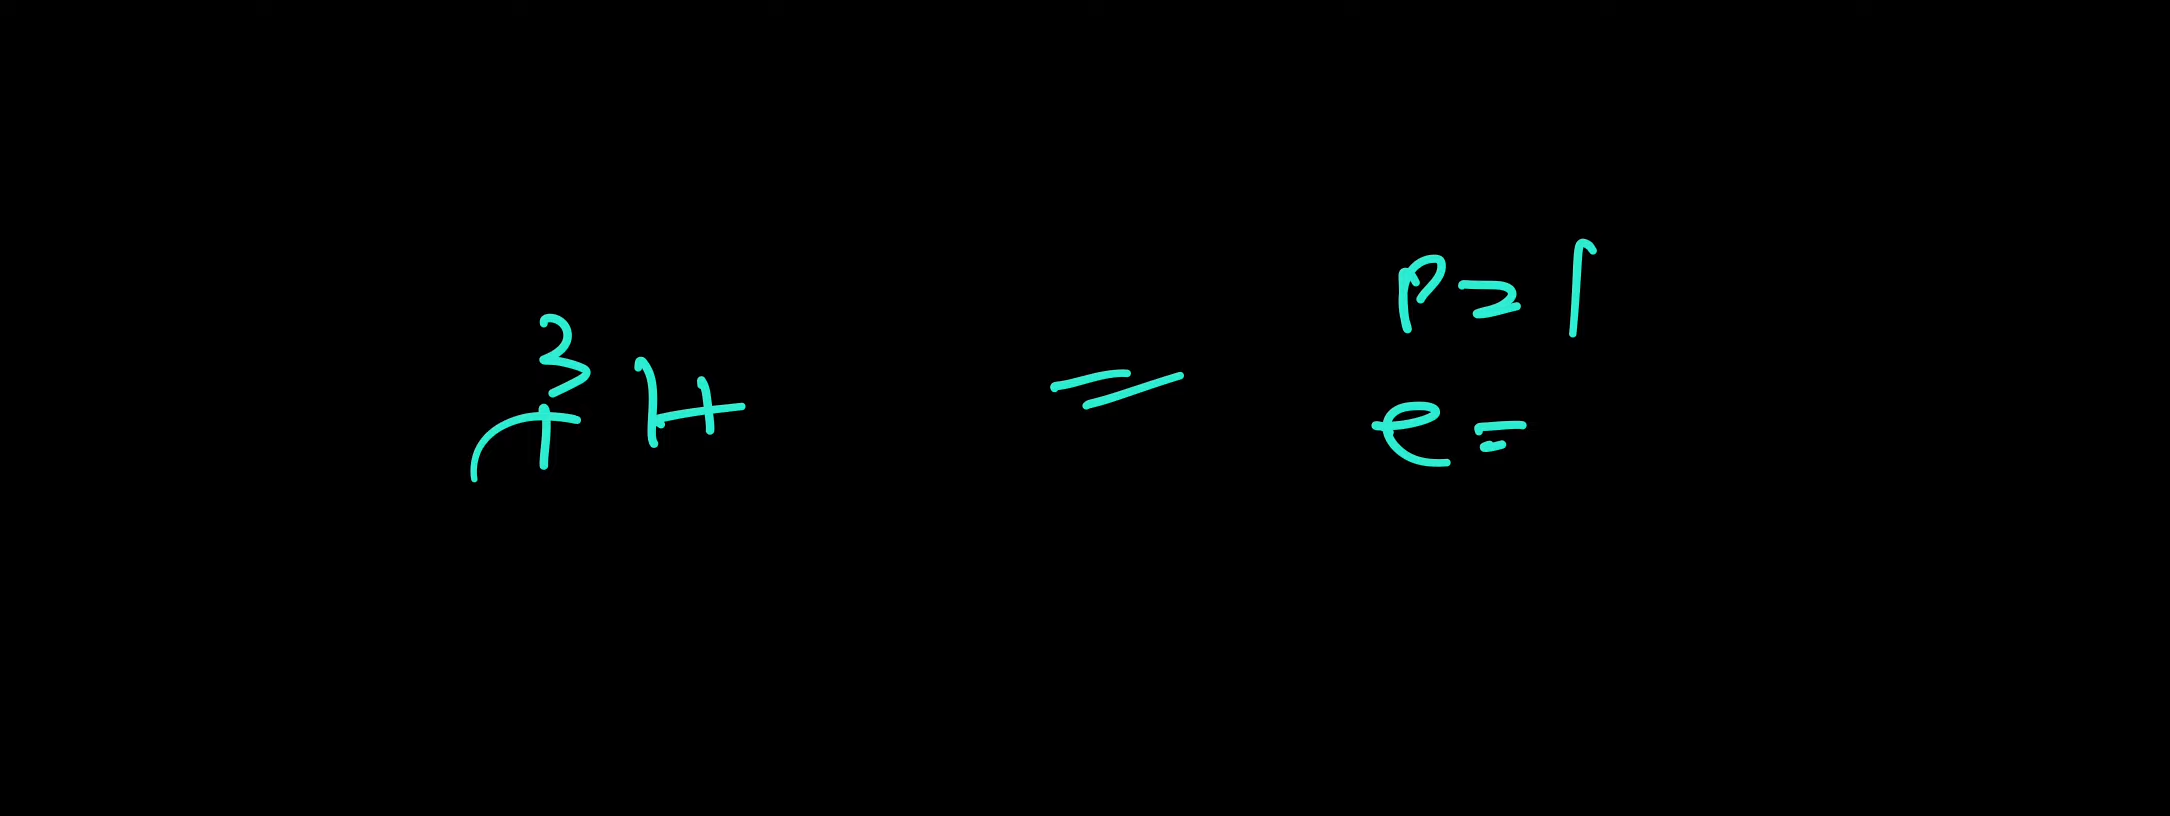 ³₁H = p = 1
e =